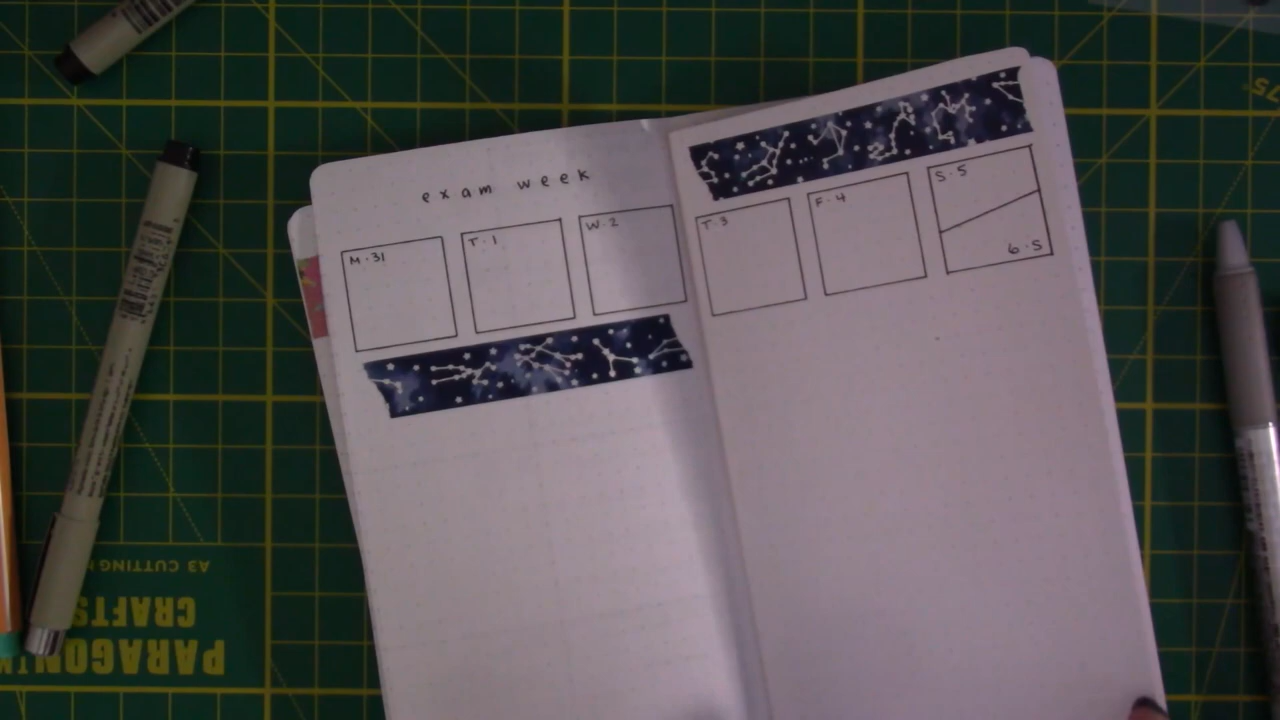 exam week
M.31
T.1
W.2
T.3
F.4
S.5
6.S
A3 CUTTING
PARAGON
CRAFTS